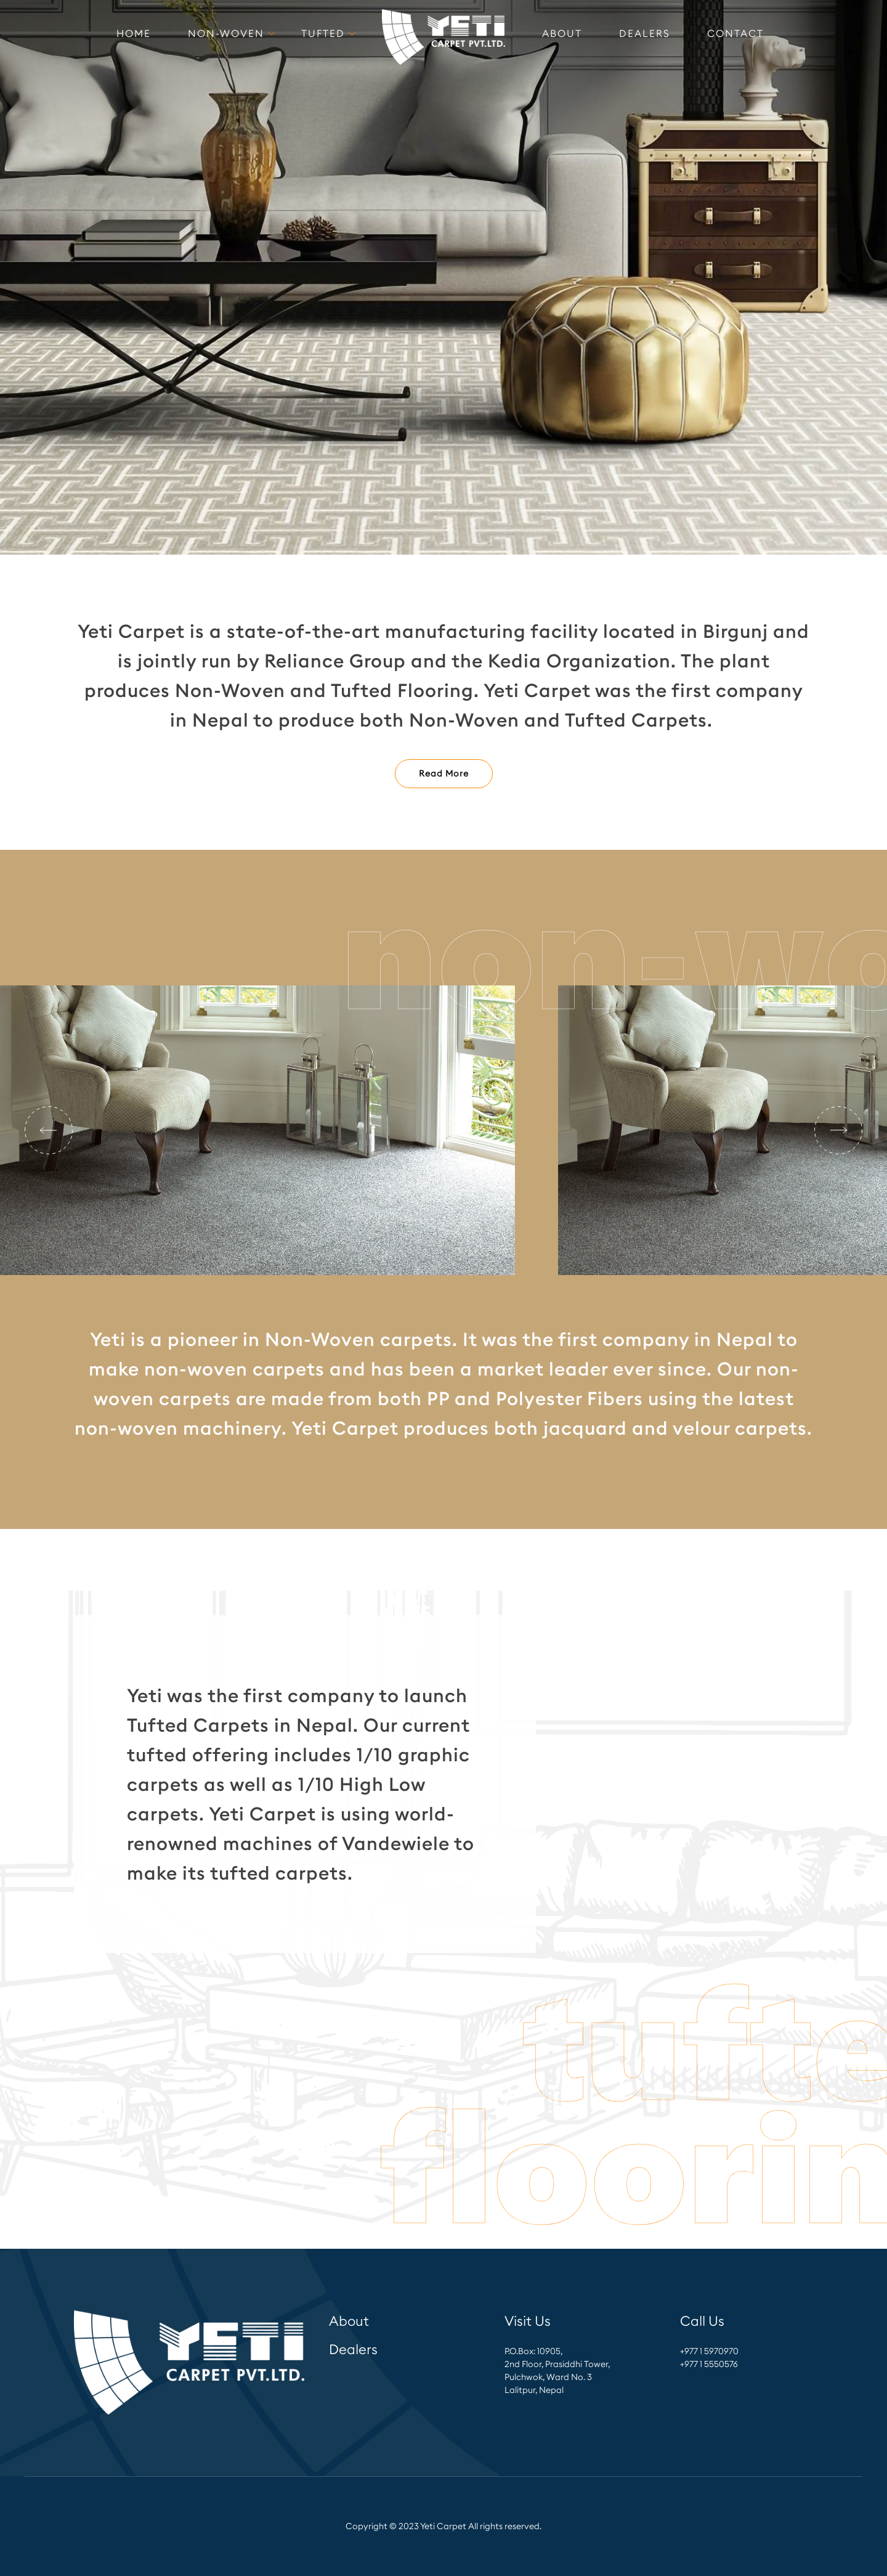 HOME NON-WOVEN TUFTED YETI ABOUT DEALERS CONTACT
CARPET PVT.LTD.
Yeti Carpet is a state-of-the-art manufacturing facility located in Birgunj and
is jointly run by Reliance Group and the Kedia Organization. The plant
produces Non-Woven and Tufted Flooring. Yeti Carpet was the first company
in Nepal to produce both Non-Woven and Tufted Carpets.
Read More
non-wo
Yeti is a pioneer in Non-Woven carpets. It was the first company in Nepal to
make non-woven carpets and has been a market leader ever since. Our non-
woven carpets are made from both PP and Polyester Fibers using the latest
non-woven machinery. Yeti Carpet produces both jacquard and velour carpets.
Yeti was the first company to launch
Tufted Carpets in Nepal. Our current
tufted offering includes 1/10 graphic
carpets as well as 1/10 High Low
carpets. Yeti Carpet is using world-
renowned machines of Vandewiele to
make its tufted carpets.
tufte
floorin
YETI
CARPET PVT.LTD.
About
Dealers
Visit Us
P.O.Box: 10905,
2nd Floor, Prasiddhi Tower,
Pulchwok, Ward No. 3
Lalitpur, Nepal
Call Us
+977 1 5970970
+977 1 5550576
Copyright © 2023 Yeti Carpet All rights reserved.